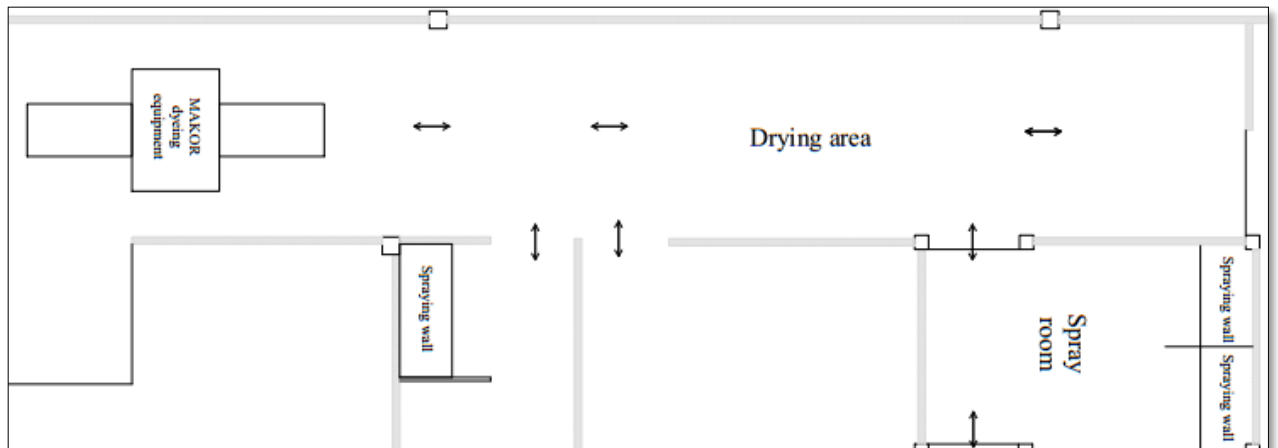 MAKOR
dyeing
equipment
Drying area
Spraying wall
Spray
room
Spraying wall
Spraying wall